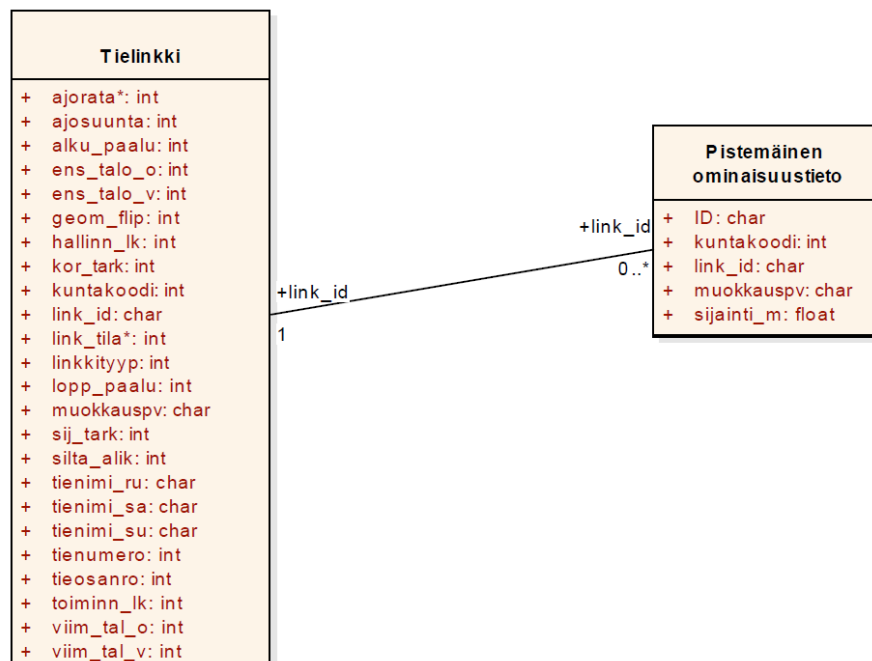 Tielinkki
+ ajorata*: int
+ ajosuunta: int
+ alku_paalu: int
+ ens_talo_o: int
+ ens_talo_v: int
+ geom_flip: int
+ hallinn_lk: int
+ kor_tark: int
+ kuntakoodi: int
+ link_id: char
+ link_tila*: int
+ linkkityyp: int
+ lopp_paalu: int
+ muokkauspv: char
+ sij_tark: int
+ silta_alik: int
+ tienimi_ru: char
+ tienimi_sa: char
+ tienimi_su: char
+ tienumero: int
+ tieosanro: int
+ toiminn_lk: int
+ viim_tal_o: int
+ viim_tal_v: int
+link_id
1
+link_id
0..*
Pistemäinen
ominaisuustieto
+ ID: char
+ kuntakoodi: int
+ link_id: char
+ muokkauspv: char
+ sijainti_m: float